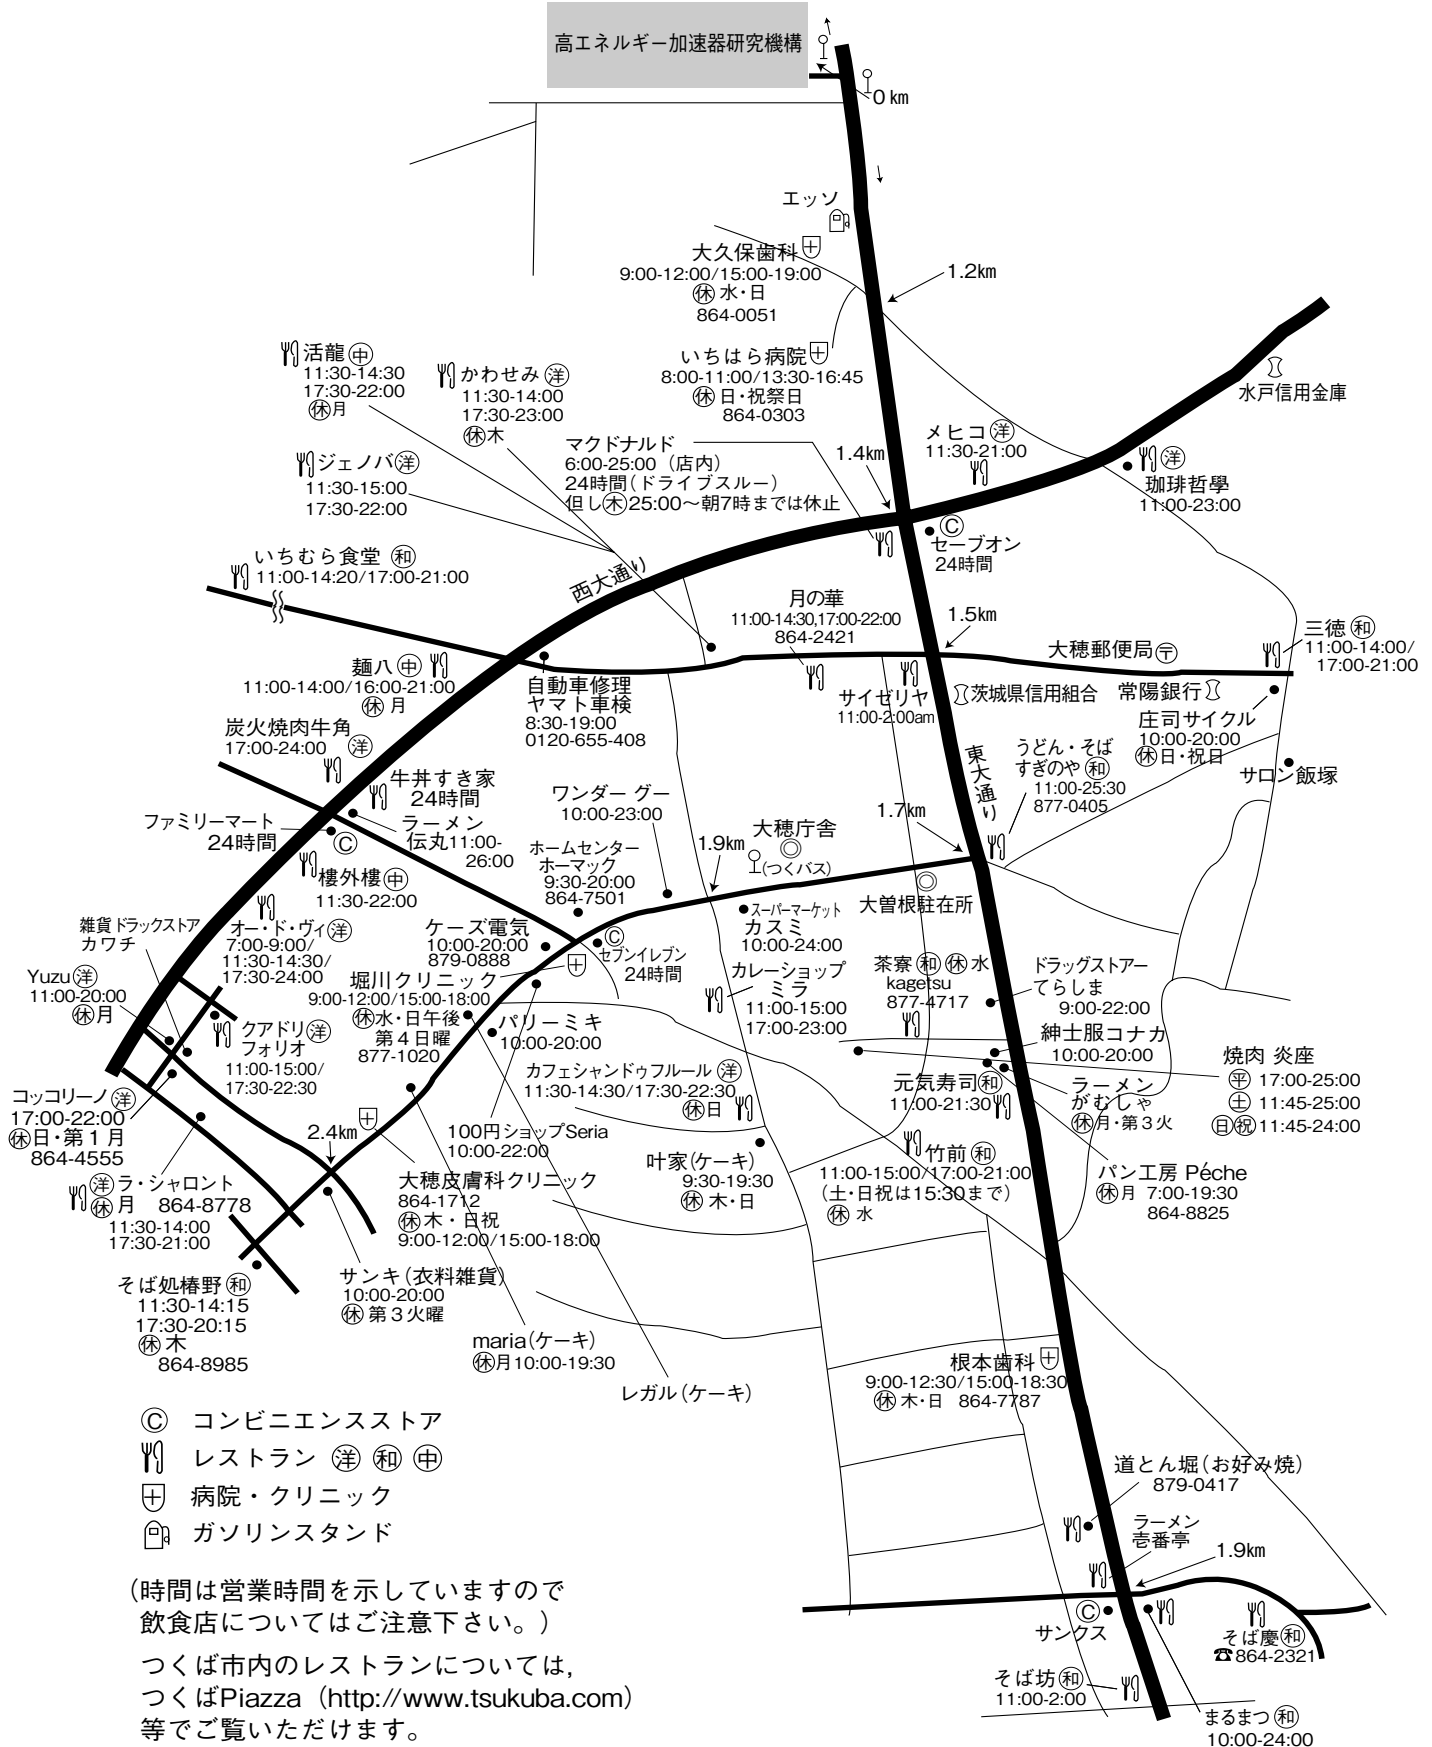 高エネルギー加速器研究機構
0 km
エッソ
大久保歯科
9:00-12:00/15:00-19:00
休 水・日
864-0051
1.2km
いちはら病院
8:00-11:00/13:30-16:45
休 日・祝祭日
864-0303
活龍 中
11:30-14:30
17:30-22:00
休月
かわせみ 洋
11:30-14:00
17:30-23:00
休木
水戸信用金庫
ジェノバ 洋
11:30-15:00
17:30-22:00
マクドナルド
6:00-25:00(店内)
24時間(ドライブスルー)
但し木25:00~朝7時までは休止
1.4km
メヒコ 洋
11:30-21:00
洋
珈琲哲學
11:00-23:00
C
セーブオン
24時間
いちむら食堂 和
11:00-14:20/17:00-21:00
西大通り
月の華
11:00-14:30,17:00-22:00
864-2421
1.5km
大穂郵便局〒
三徳 和
11:00-14:00/
17:00-21:00
麺八 中
11:00-14:00/16:00-21:00
休 月
自動車修理
ヤマト車検
8:30-19:00
0120-655-408
サイゼリヤ
11:00-2:00am
茨城県信用組合
常陽銀行
庄司サイクル
10:00-20:00
休日・祝日
サロン飯塚
炭火焼肉牛角
17:00-24:00 洋
東大通り
うどん・そば
すぎのや 和
11:00-25:30
877-0405
牛丼すき家
24時間
ラーメン
伝丸11:00-
26:00
ファミリーマート
24時間
C
ワンダー グー
10:00-23:00
1.7km
1.9km
大穂庁舎
◎
(つくバス)
ホームセンター
ホーマック
9:30-20:00
864-7501
樓外樓 中
11:30-22:00
◎
大曽根駐在所
スーパーマーケット
カスミ
10:00-24:00
雑貨 ドラックストア
カワチ
オー・ド・ヴィ 洋
7:00-9:00/
11:30-14:30/
17:30-24:00
ケーズ電気
10:00-20:00
879-0888
C
セブンイレブン
24時間
Yuzu 洋
11:00-20:00
休月
堀川クリニック
9:00-12:00/15:00-18:00
休水・日午後
第4日曜
877-1020
カレーショップ
ミラ
11:00-15:00
17:00-23:00
茶寮 和 休 水
kagetsu
877-4717
ドラッグストアー
てらしま
9:00-22:00
クアドリ 洋
フォリオ
11:00-15:00/
17:30-22:30
パリーミキ
10:00-20:00
紳士服コナカ
10:00-20:00
焼肉 炎座
平 17:00-25:00
土 11:45-25:00
日祝11:45-24:00
カフェシャンドゥフルール 洋
11:30-14:30/17:30-22:30
休日
元気寿司 和
11:00-21:30
ラーメン
がむしゃ
休月・第3火
コッコリーノ 洋
17:00-22:00
休日・第1月
864-4555
2.4km
100円ショップSeria
10:00-22:00
叶家(ケーキ)
9:30-19:30
休 木・日
竹前 和
11:00-15:00/17:00-21:00
(土・日祝は15:30まで)
休 水
パン工房 Péche
休月 7:00-19:30
864-8825
洋 ラ・シャロント
休月 864-8778
11:30-14:00
17:30-21:00
大穂皮膚科クリニック
864-1712
休 木・日祝
9:00-12:00/15:00-18:00
そば処椿野 和
11:30-14:15
17:30-20:15
休 木
864-8985
サンキ(衣料雑貨)
10:00-20:00
休 第3火曜
maria(ケーキ)
休月10:00-19:30
レガル(ケーキ)
根本歯科
9:00-12:30/15:00-18:30
休 木・日 864-7787
C コンビニエンスストア
レストラン 洋 和 中
病院・クリニック
ガソリンスタンド
道とん堀(お好み焼)
879-0417
ラーメン
壱番亭
1.9km
C
サンクス
そば慶 和
☎864-2321
そば坊 和
11:00-2:00
まるまつ 和
10:00-24:00
(時間は営業時間を示していますので
飲食店についてはご注意下さい。)
つくば市内のレストランについては,
つくばPiazza(http://www.tsukuba.com)
等でご覧いただけます。